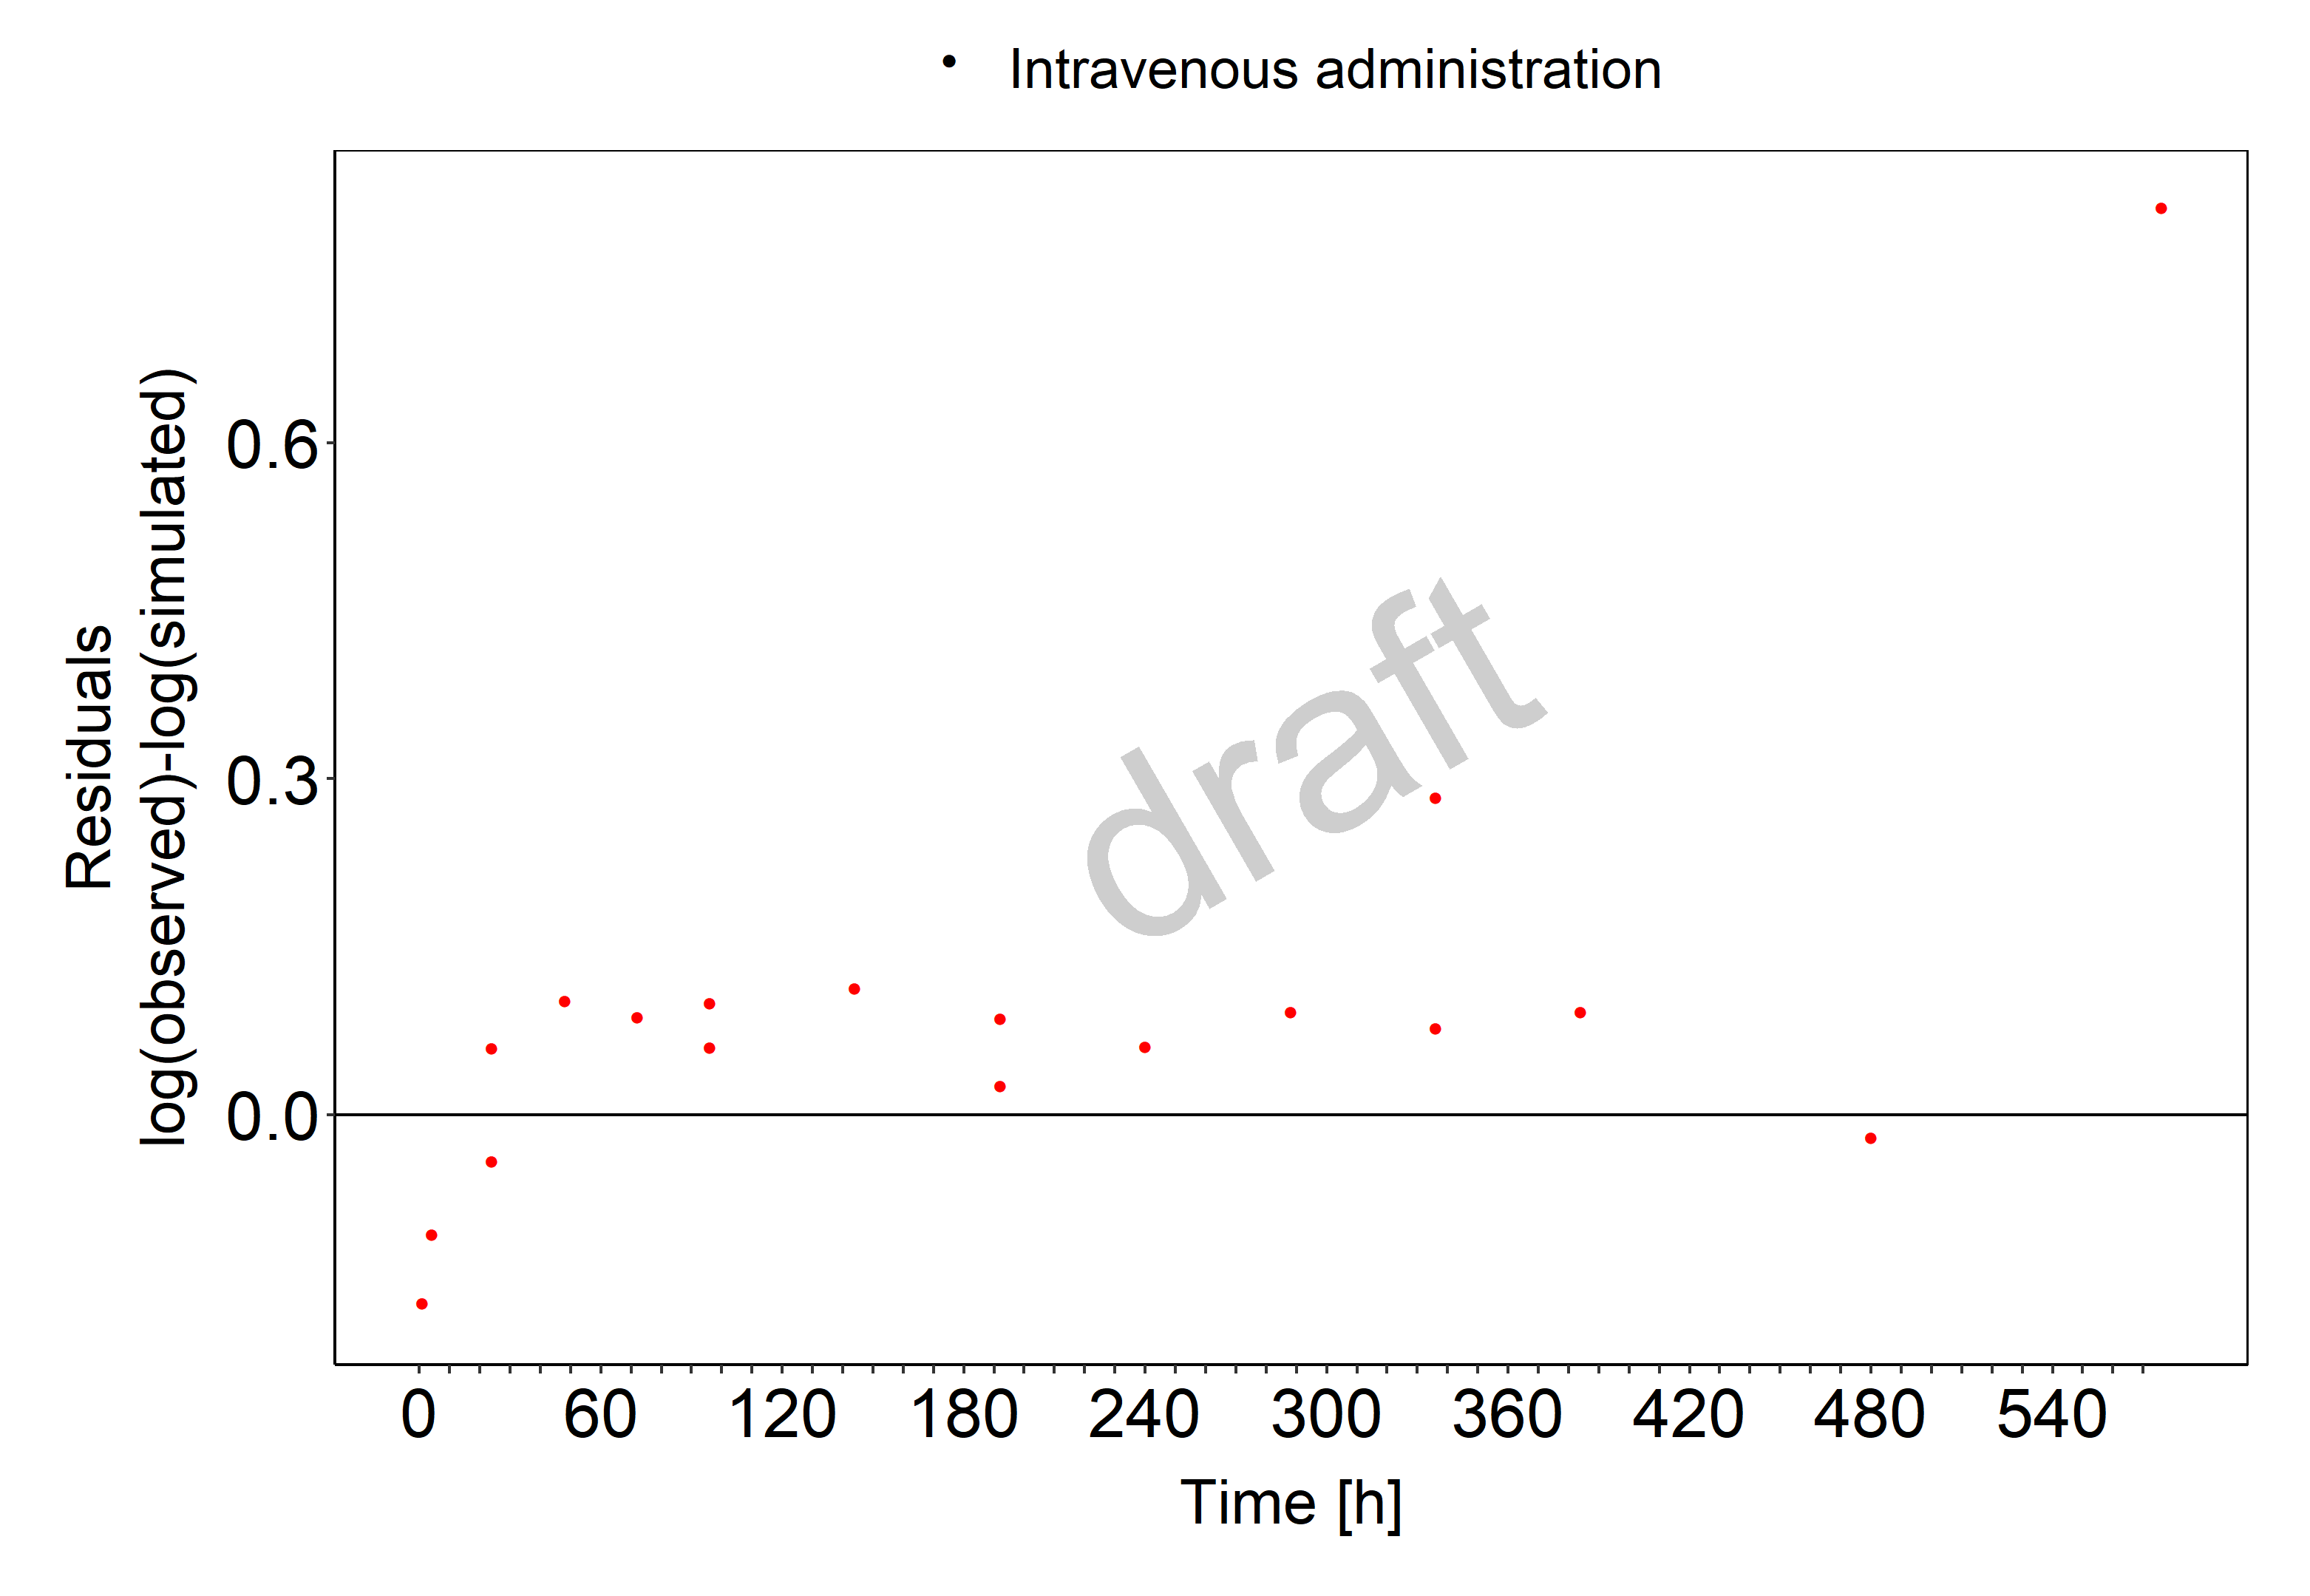 Intravenous administration
Residuals
log(observed)-log(simulated)
0.6
0.3
0.0
draft
0 60 120 180 240 300 360 420 480 540
Time [h]